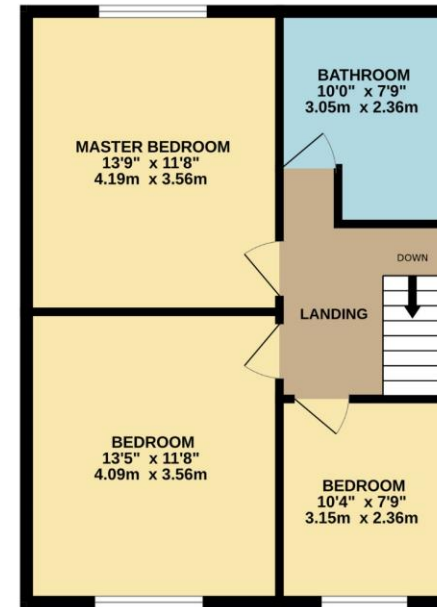 MASTER BEDROOM
13'9" x 11'8"
4.19m x 3.56m
BATHROOM
10'0" x 7'9"
3.05m x 2.36m
DOWN
LANDING
BEDROOM
13'5" x 11'8"
4.09m x 3.56m
BEDROOM
10'4" x 7'9"
3.15m x 2.36m